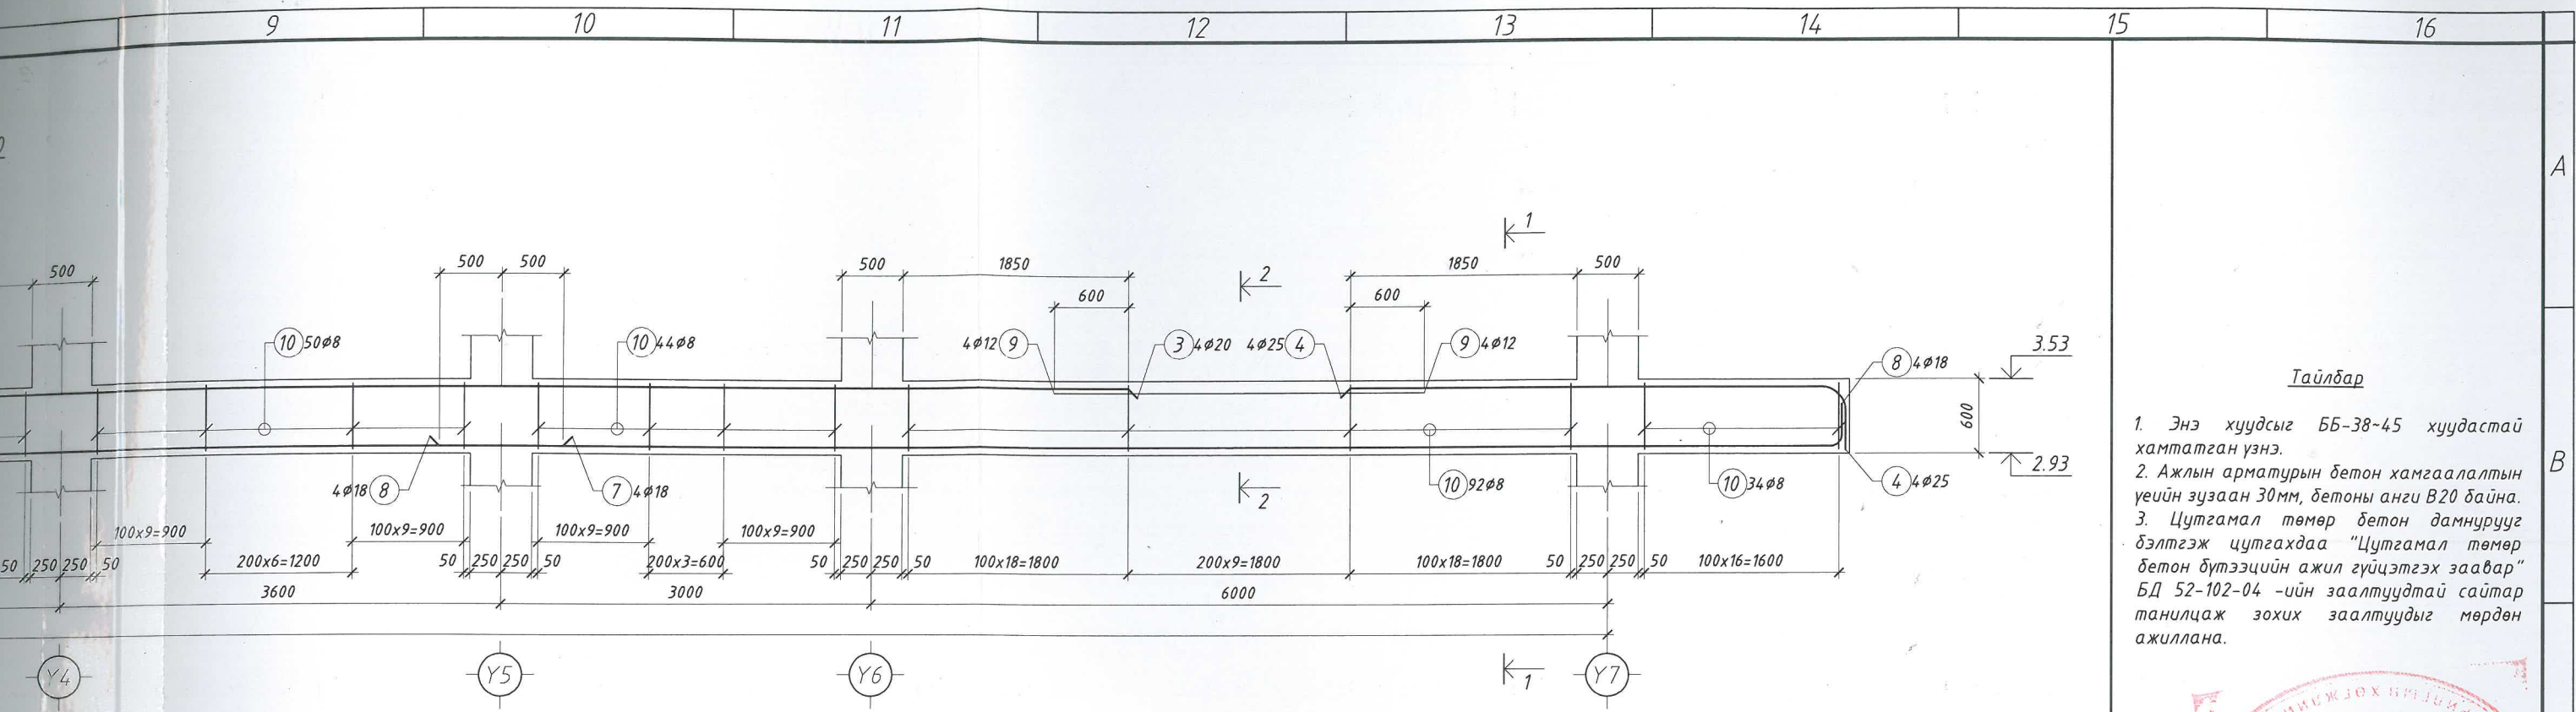 9 10 11 12 13 14 15 16
A
1
500 500 500 500 1850 2 1850 500
600 600
10 50ø8 10 44ø8 4ø12 9 3 4ø20 4ø25 4 9 4ø12 3.53
8 4ø18
600
2.93
B
4ø18 8 7 4ø18 2 10 92ø8 10 34ø8 4 4ø25
100x9=900 100x9=900 100x9=900 100x9=900
50 250 250 50 200x6=1200 50 250 250 50 200x3=600 50 250 250 50 100x18=1800 200x9=1800 100x18=1800 50 250 250 50 100x16=1600
3600 3000 6000
Y4 Y5 Y6 1 Y7
Тайлбар
1. Энэ хуудсыг ББ-38~45 хуудастай
хамтатган үзнэ.
2. Ажлын арматурын бетон хамгаалалтын
үеийн зузаан 30мм, бетоны анги В20 байна.
3. Цутгамал төмөр бетон дамнурууг
бэлтгэж цутгахдаа "Цутгамал төмөр
бетон бүтээцийн ажил гүйцэтгэх заавар"
БД 52-102-04 -ийн заалтуудтай сайтар
танилцаж зохих заалтуудыг мөрдөн
ажиллана.